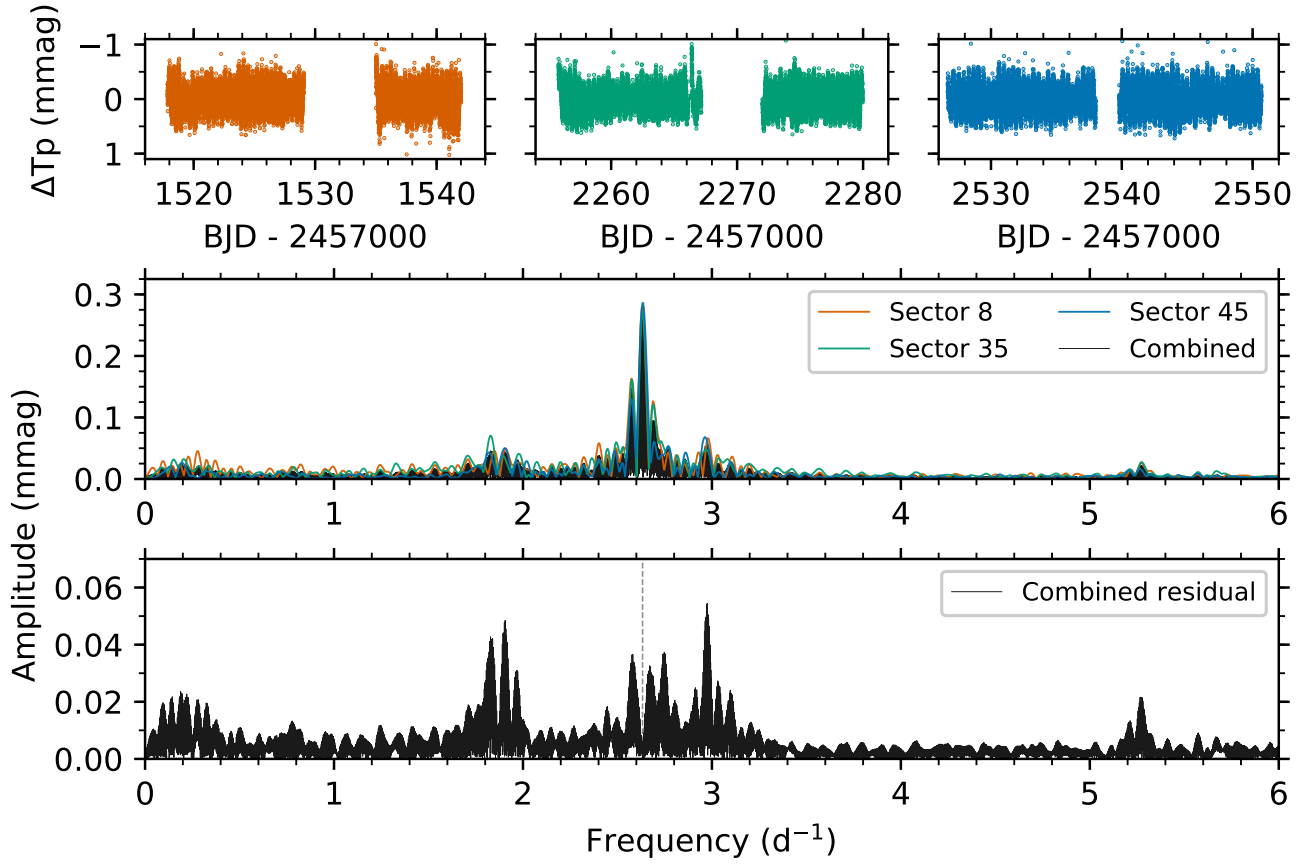 ΔTp (mmag)
−1
0
1
1520 1530 1540
2260 2270 2280
2530 2540 2550
BJD - 2457000
BJD - 2457000
BJD - 2457000
Amplitude (mmag)
0.3
0.2
0.1
0.0
Sector 8
Sector 35
Sector 45
Combined
0 1 2 3 4 5 6
0.06
0.04
0.02
0.00
Combined residual
0 1 2 3 4 5 6
Frequency (d⁻¹)